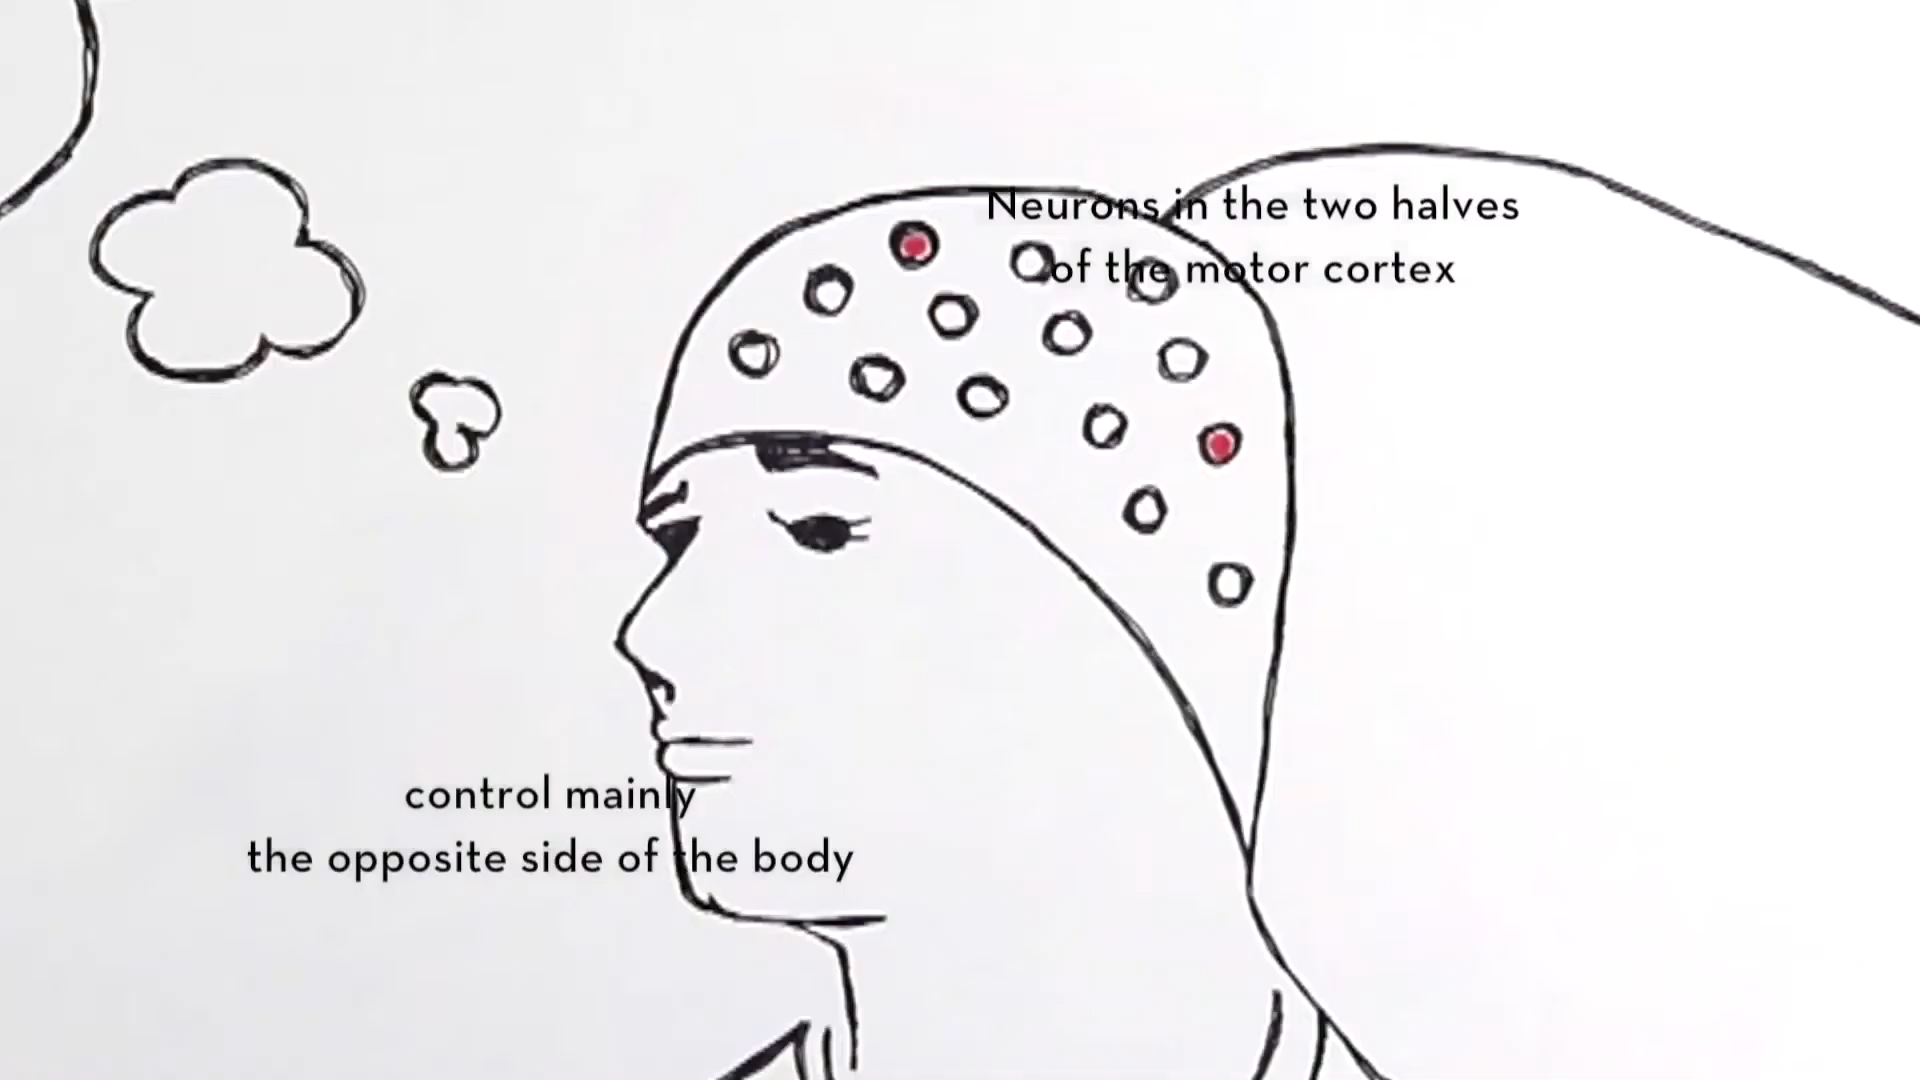 Neurons in the two halves
of the motor cortex
control mainly
the opposite side of the body